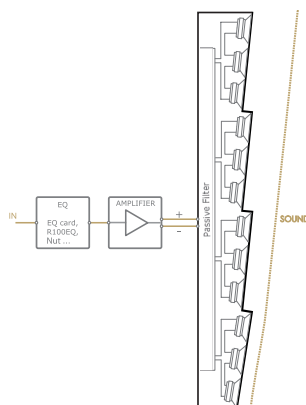 IN
EQ
EQ card,
R100EQ,
Nut ...
AMPLIFIER
+
-
Passive Filter
SOUND